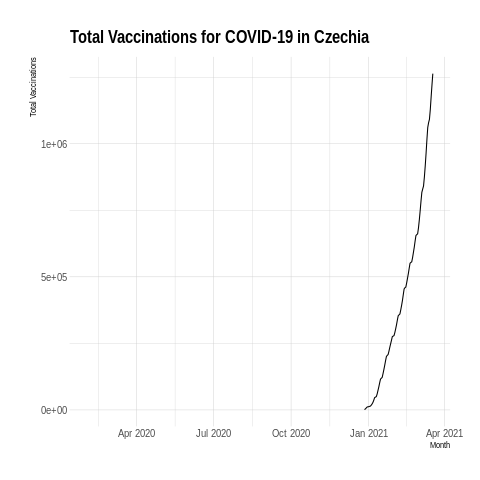 Total Vaccinations for COVID-19 in Czechia
Total Vaccinations
1e+06
5e+05
0e+00
Apr 2020 Jul 2020 Oct 2020 Jan 2021 Apr 2021
Month